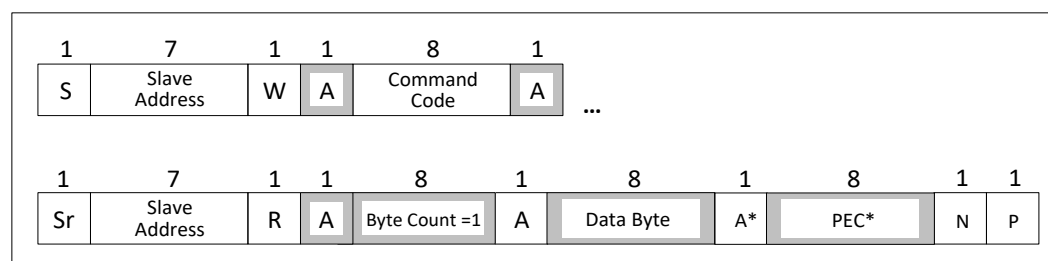 1 7 1 1 8 1
S Slave Address W A Command Code A ...
1 7 1 1 8 1 8 1 8 1 1
Sr Slave Address R A Byte Count =1 A Data Byte A* PEC* N P